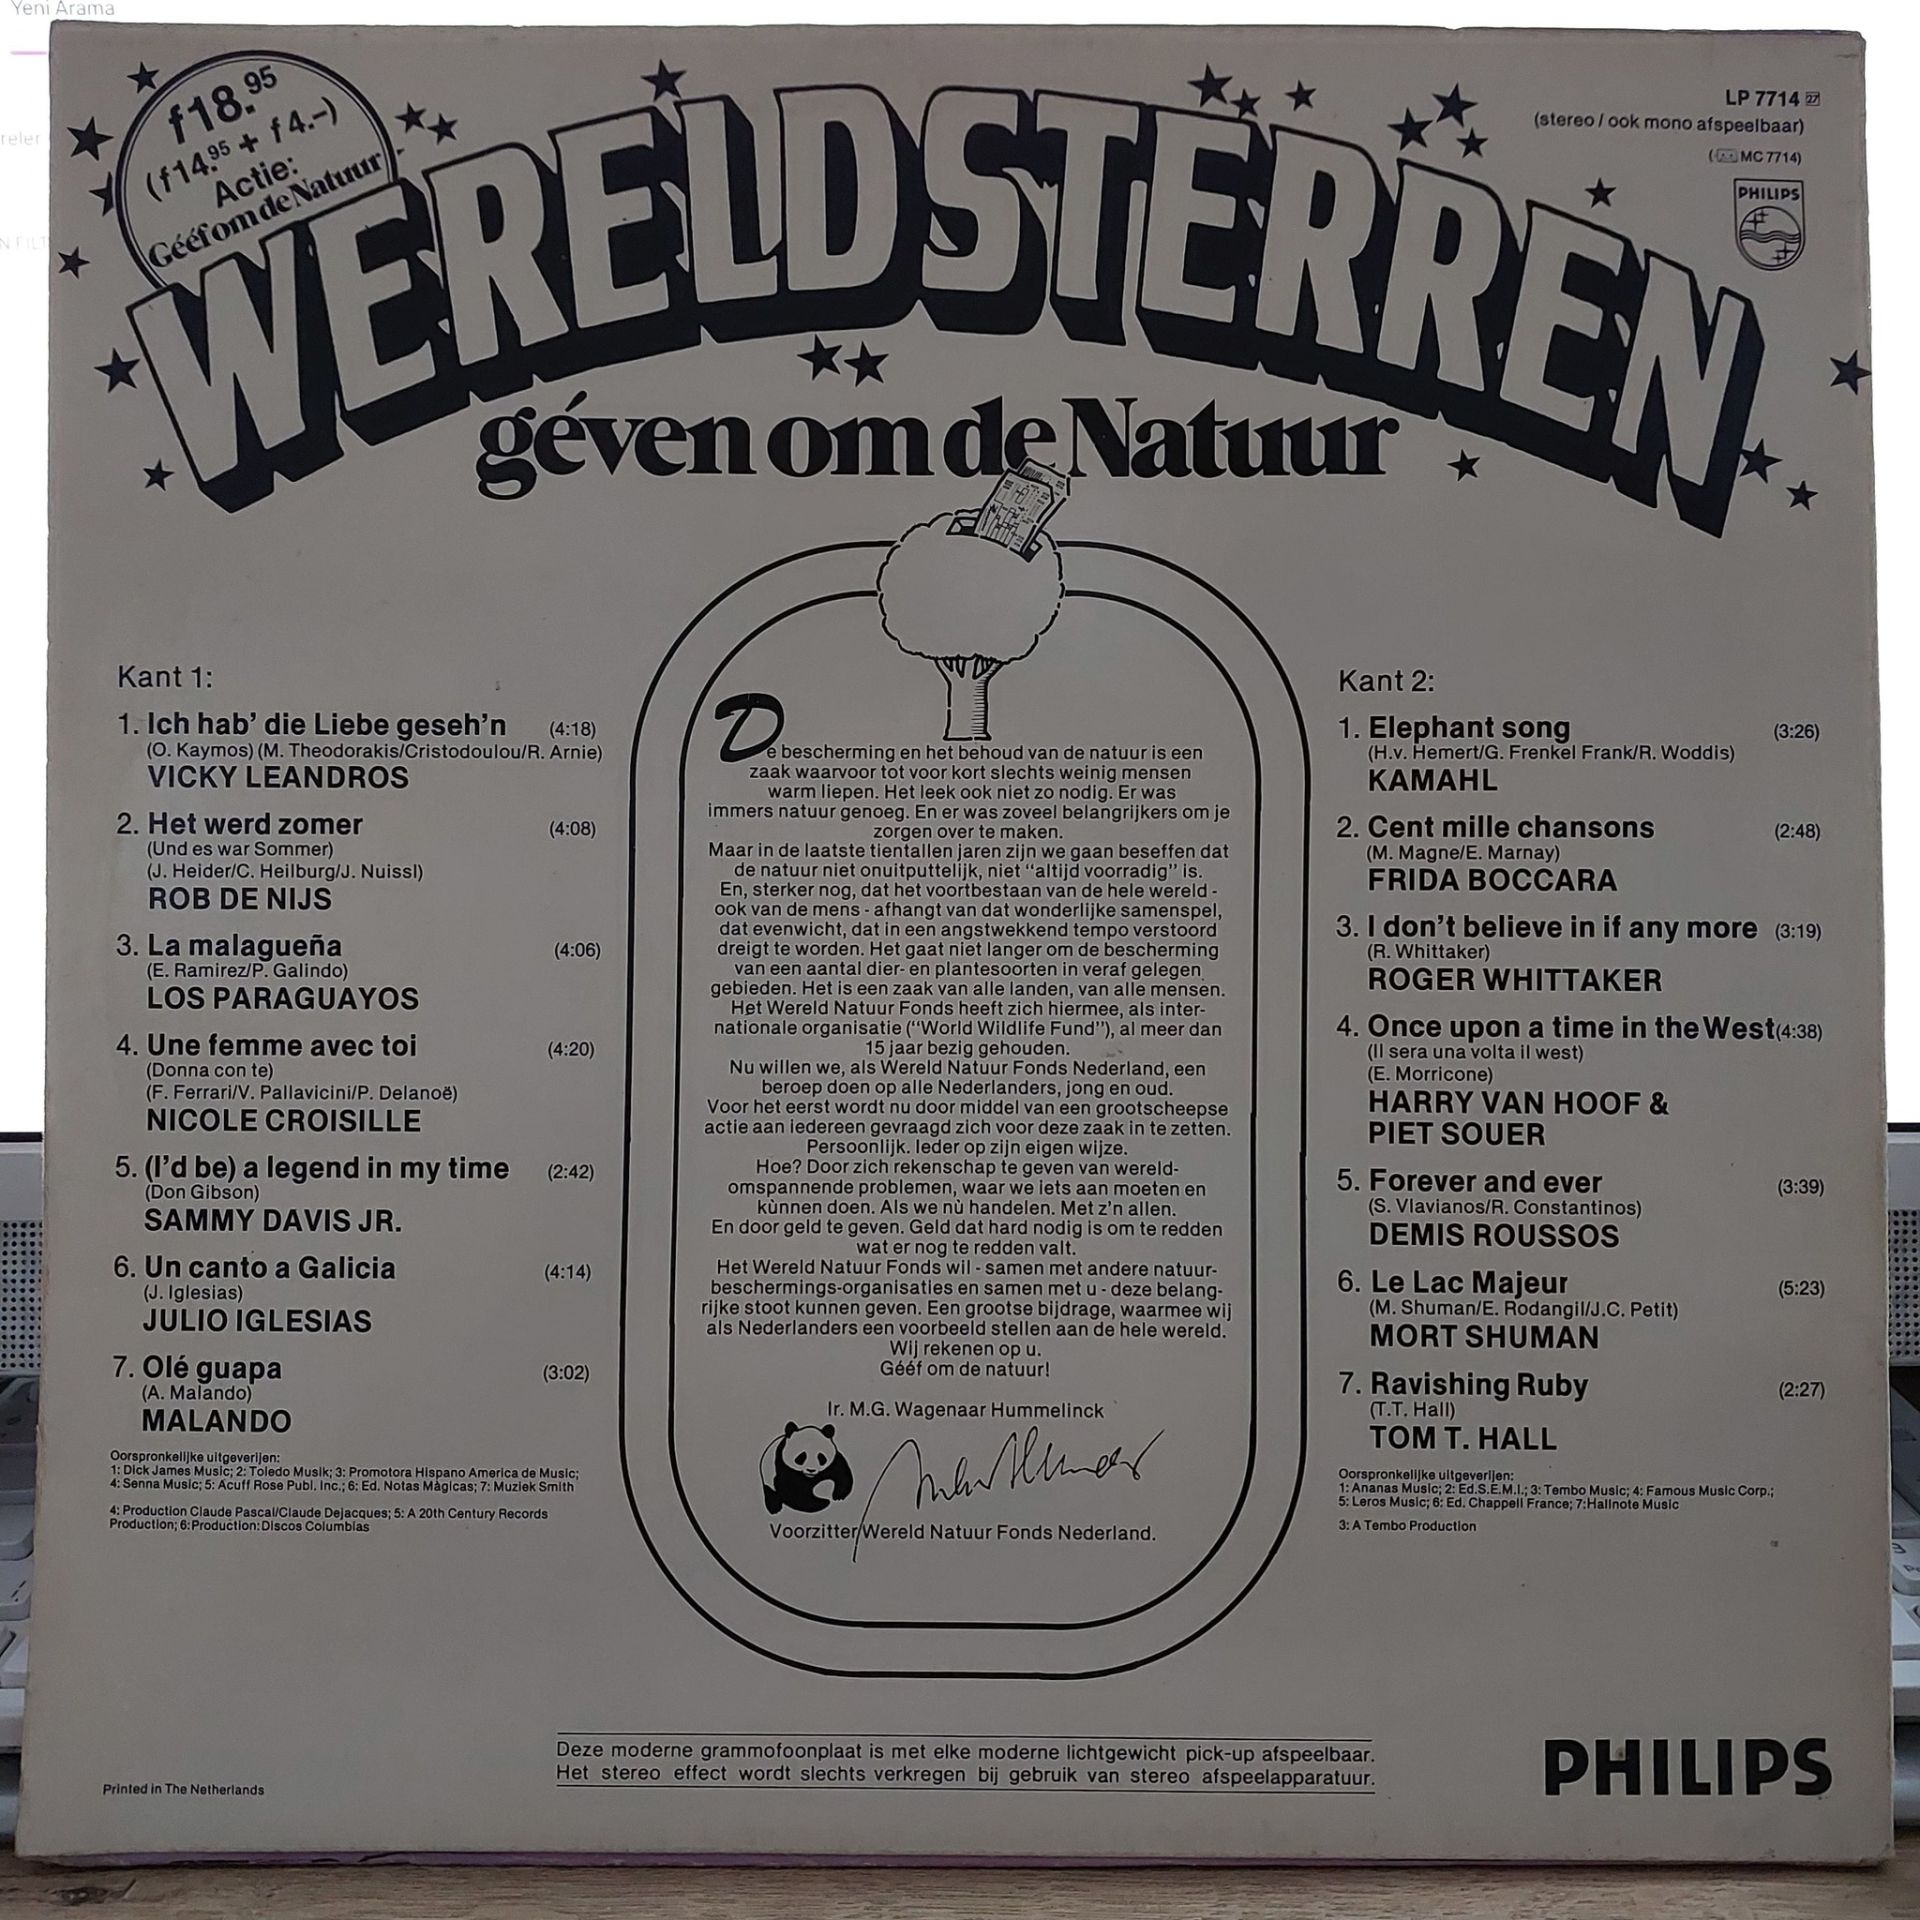 Yeni Arama
f18.95
(f14.95 + f 4.-)
Actie:
Gééf om de Natuur
LP 7714 27
(stereo / ook mono afspeelbaar)
( MC 7714)
PHILIPS
WERELDSTERREN
géven om de Natuur
Kant 1:
1. Ich hab' die Liebe geseh'n (4:18)
(O. Kaymos) (M. Theodorakis/Cristodoulou/R. Arnie)
VICKY LEANDROS
2. Het werd zomer (4:08)
(Und es war Sommer)
(J. Heider/C. Heilburg/J. Nuissl)
ROB DE NIJS
3. La malagueña (4:06)
(E. Ramirez/P. Galindo)
LOS PARAGUAYOS
4. Une femme avec toi (4:20)
(Donna con te)
(F. Ferrari/V. Pallavicini/P. Delanoë)
NICOLE CROISILLE
5. (I'd be) a legend in my time (2:42)
(Don Gibson)
SAMMY DAVIS JR.
6. Un canto a Galicia (4:14)
(J. Iglesias)
JULIO IGLESIAS
7. Olé guapa (3:02)
(A. Malando)
MALANDO
Oorspronkelijke uitgeverijen:
1: Dick James Music; 2: Toledo Musik; 3: Promotora Hispano America de Music;
4: Senna Music; 5: Acuff Rose Publ. Inc.; 6: Ed. Notas Mágicas; 7: Muziek Smith
4: Production Claude Pascal/Claude Dejacques; 5: A 20th Century Records
Production; 6: Production: Discos Columbias
De bescherming en het behoud van de natuur is een
zaak waarvoor tot voor kort slechts weinig mensen
warm liepen. Het leek ook niet zo nodig. Er was
immers natuur genoeg. En er was zoveel belangrijkers om je
zorgen over te maken.
Maar in de laatste tientallen jaren zijn we gaan beseffen dat
de natuur niet onuitputtelijk, niet "altijd voorradig" is.
En, sterker nog, dat het voortbestaan van de hele wereld -
ook van de mens - afhangt van dat wonderlijke samenspel,
dat evenwicht, dat in een angstwekkend tempo verstoord
dreigt te worden. Het gaat niet langer om de bescherming
van een aantal dier- en plantesoorten in veraf gelegen
gebieden. Het is een zaak van alle landen, van alle mensen.
Het Wereld Natuur Fonds heeft zich hiermee, als inter-
nationale organisatie ("World Wildlife Fund"), al meer dan
15 jaar bezig gehouden.
Nu willen we, als Wereld Natuur Fonds Nederland, een
beroep doen op alle Nederlanders, jong en oud.
Voor het eerst wordt nu door middel van een grootscheepse
actie aan iedereen gevraagd zich voor deze zaak in te zetten.
Persoonlijk. Ieder op zijn eigen wijze.
Hoe? Door zich rekenschap te geven van wereld-
omspannende problemen, waar we iets aan moeten en
kùnnen doen. Als we nù handelen. Met z'n allen.
En door geld te geven. Geld dat hard nodig is om te redden
wat er nog te redden valt.
Het Wereld Natuur Fonds wil - samen met andere natuur-
beschermings-organisaties en samen met u - deze belang-
rijke stoot kunnen geven. Een grootse bijdrage, waarmee wij
als Nederlanders een voorbeeld stellen aan de hele wereld.
Wij rekenen op u.
Gééf om de natuur!
Ir. M.G. Wagenaar Hummelinck
Voorzitter Wereld Natuur Fonds Nederland.
Kant 2:
1. Elephant song (3:26)
(H.v. Hemert/G. Frenkel Frank/R. Woddis)
KAMAHL
2. Cent mille chansons (2:48)
(M. Magne/E. Marnay)
FRIDA BOCCARA
3. I don't believe in if any more (3:19)
(R. Whittaker)
ROGER WHITTAKER
4. Once upon a time in the West (4:38)
(Il sera una volta il west)
(E. Morricone)
HARRY VAN HOOF &
PIET SOUER
5. Forever and ever (3:39)
(S. Vlavianos/R. Constantinos)
DEMIS ROUSSOS
6. Le Lac Majeur (5:23)
(M. Shuman/E. Rodangil/J.C. Petit)
MORT SHUMAN
7. Ravishing Ruby (2:27)
(T.T. Hall)
TOM T. HALL
Oorspronkelijke uitgeverijen:
1: Ananas Music; 2: Ed.S.E.M.I.; 3: Tembo Music; 4: Famous Music Corp.;
5: Leros Music; 6: Ed. Chappell France; 7: Hallnote Music
3: A Tembo Production
Deze moderne grammofoonplaat is met elke moderne lichtgewicht pick-up afspeelbaar.
Het stereo effect wordt slechts verkregen bij gebruik van stereo afspeelapparatuur.
Printed in The Netherlands
PHILIPS